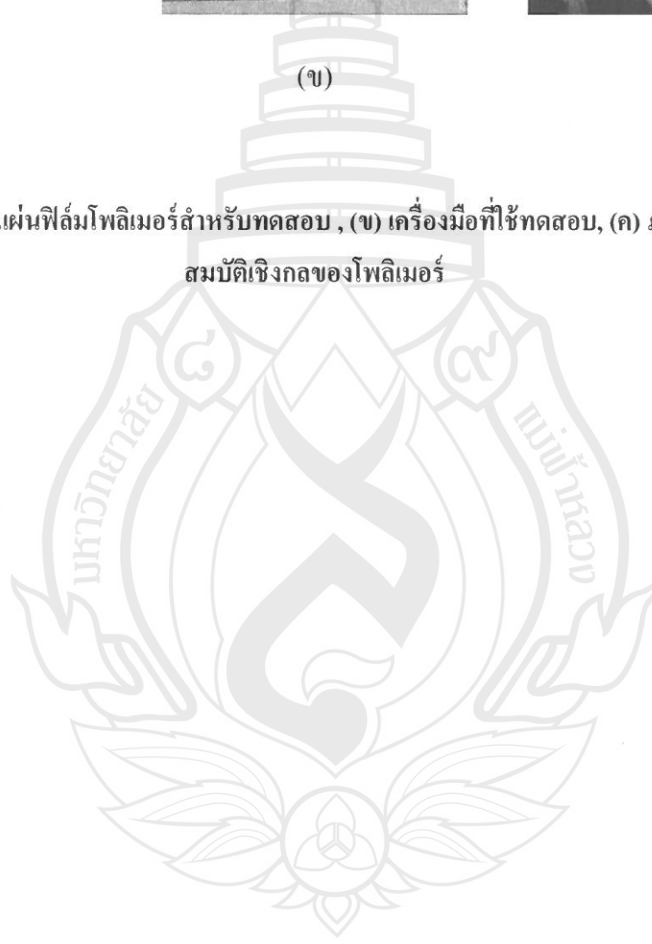 (ข)
แผ่นฟิล์มโพลิเมอร์สำหรับทดสอบ , (ข) เครื่องมือที่ใช้ทดสอบ, (ค)
สมบัติเชิงกลของโพลิเมอร์
๘
๙
มหาวิทยาลัย
แม่ฟ้าหลวง